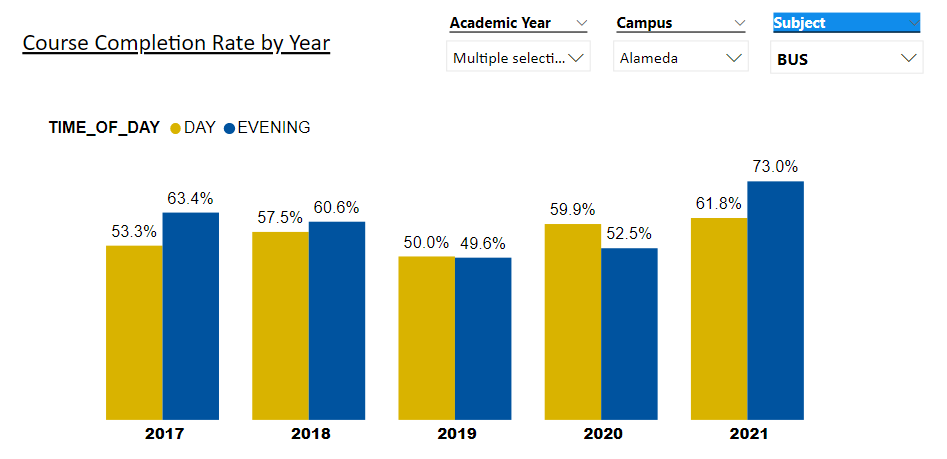 Course Completion Rate by Year
Academic Year
Multiple selecti...
Campus
Alameda
Subject
BUS
TIME_OF_DAY DAY EVENING
53.3% 63.4% 57.5% 60.6% 50.0% 49.6% 59.9% 52.5% 61.8% 73.0%
2017 2018 2019 2020 2021